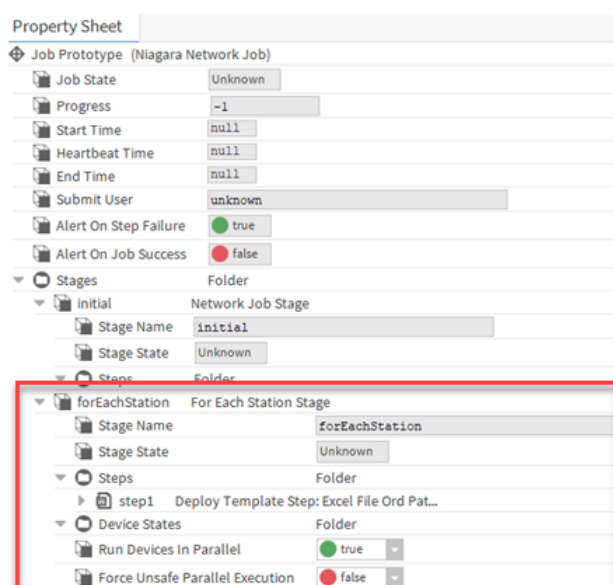 Property Sheet
Job Prototype (Niagara Network Job)
Job State Unknown
Progress -1
Start Time null
Heartbeat Time null
End Time null
Submit User unknown
Alert On Step Failure true
Alert On Job Success false
Stages Folder
initial Network Job Stage
Stage Name initial
Stage State Unknown
Steps Folder
forEachStation For Each Station Stage
Stage Name forEachStation
Stage State Unknown
Steps Folder
step1 Deploy Template Step: Excel File Ord Pat...
Device States Folder
Run Devices In Parallel true
Force Unsafe Parallel Execution false